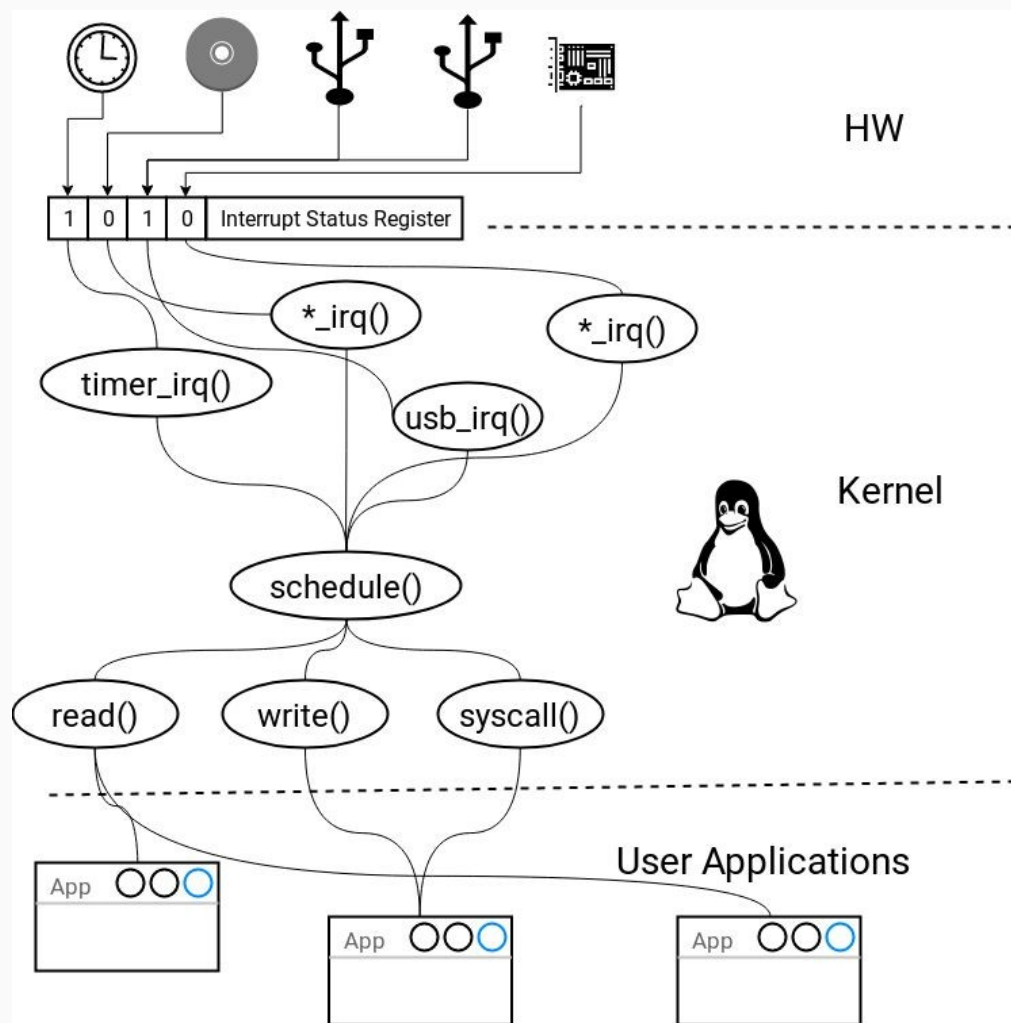 HW
1 0 1 0 Interrupt Status Register
*_irq()
*_irq()
timer_irq()
usb_irq()
Kernel
schedule()
read()
write()
syscall()
User Applications
App
App
App